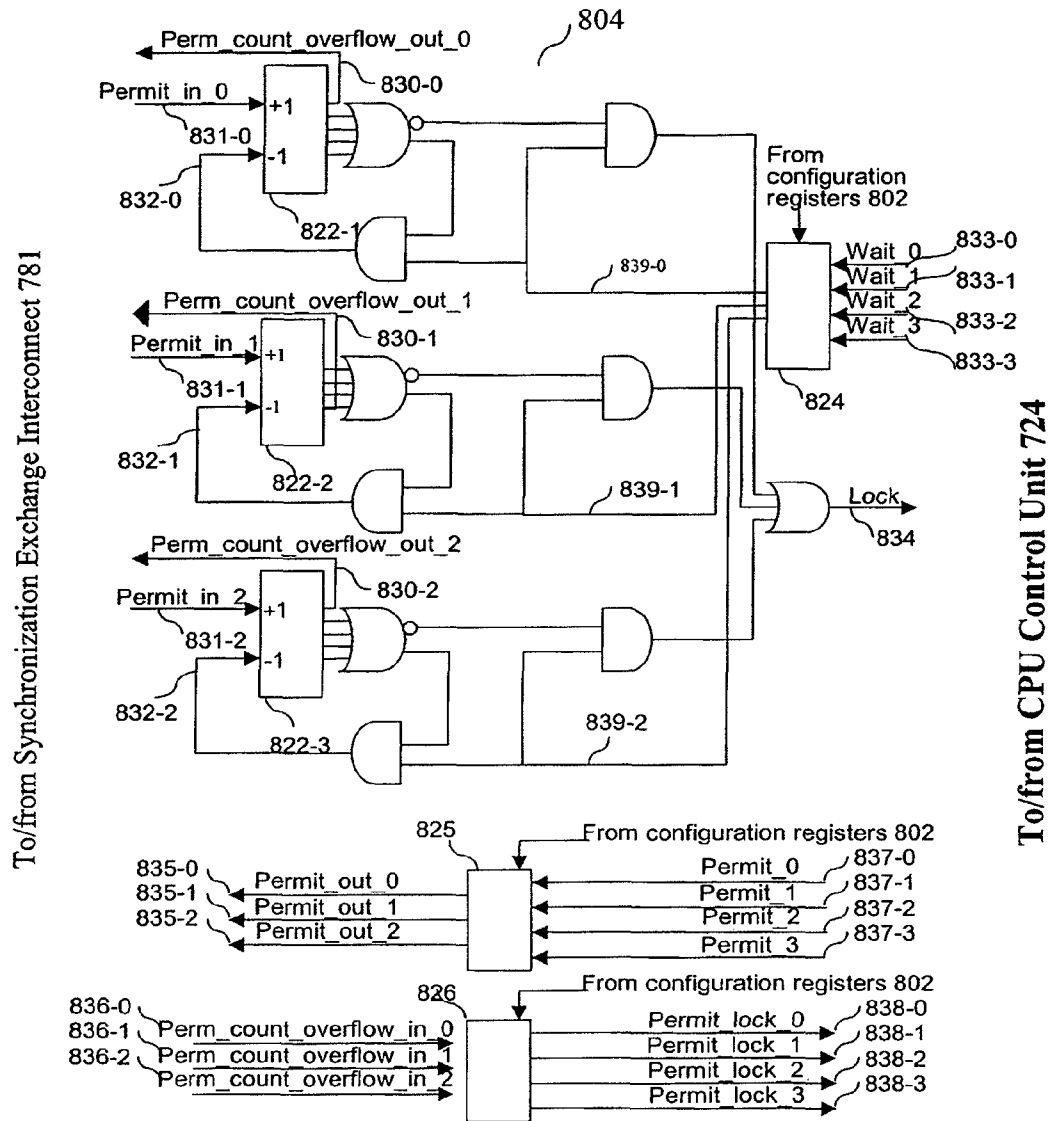 804
Perm_count_overflow_out_0
830-0
Permit_in_0
+1
831-0
-1
832-0
822-1
From
configuration
registers 802
Wait_0
833-0
Wait_1
833-1
Wait_2
833-2
Wait_3
833-3
824
839-0
Perm_count_overflow_out_1
830-1
Permit_in_1
+1
831-1
-1
832-1
822-2
839-1
Lock
834
Perm_count_overflow_out_2
830-2
Permit_in_2
+1
831-2
-1
832-2
822-3
839-2
To/from Synchronization Exchange Interconnect 781
To/from CPU Control Unit 724
825
From configuration registers 802
835-0
Permit_out_0
Permit_0
837-0
835-1
Permit_out_1
Permit_1
837-1
835-2
Permit_out_2
Permit_2
837-2
Permit_3
837-3
826
From configuration registers 802
836-0
Perm_count_overflow_in_0
Permit_lock_0
838-0
836-1
Perm_count_overflow_in_1
Permit_lock_1
838-1
836-2
Perm_count_overflow_in_2
Permit_lock_2
838-2
Permit_lock_3
838-3